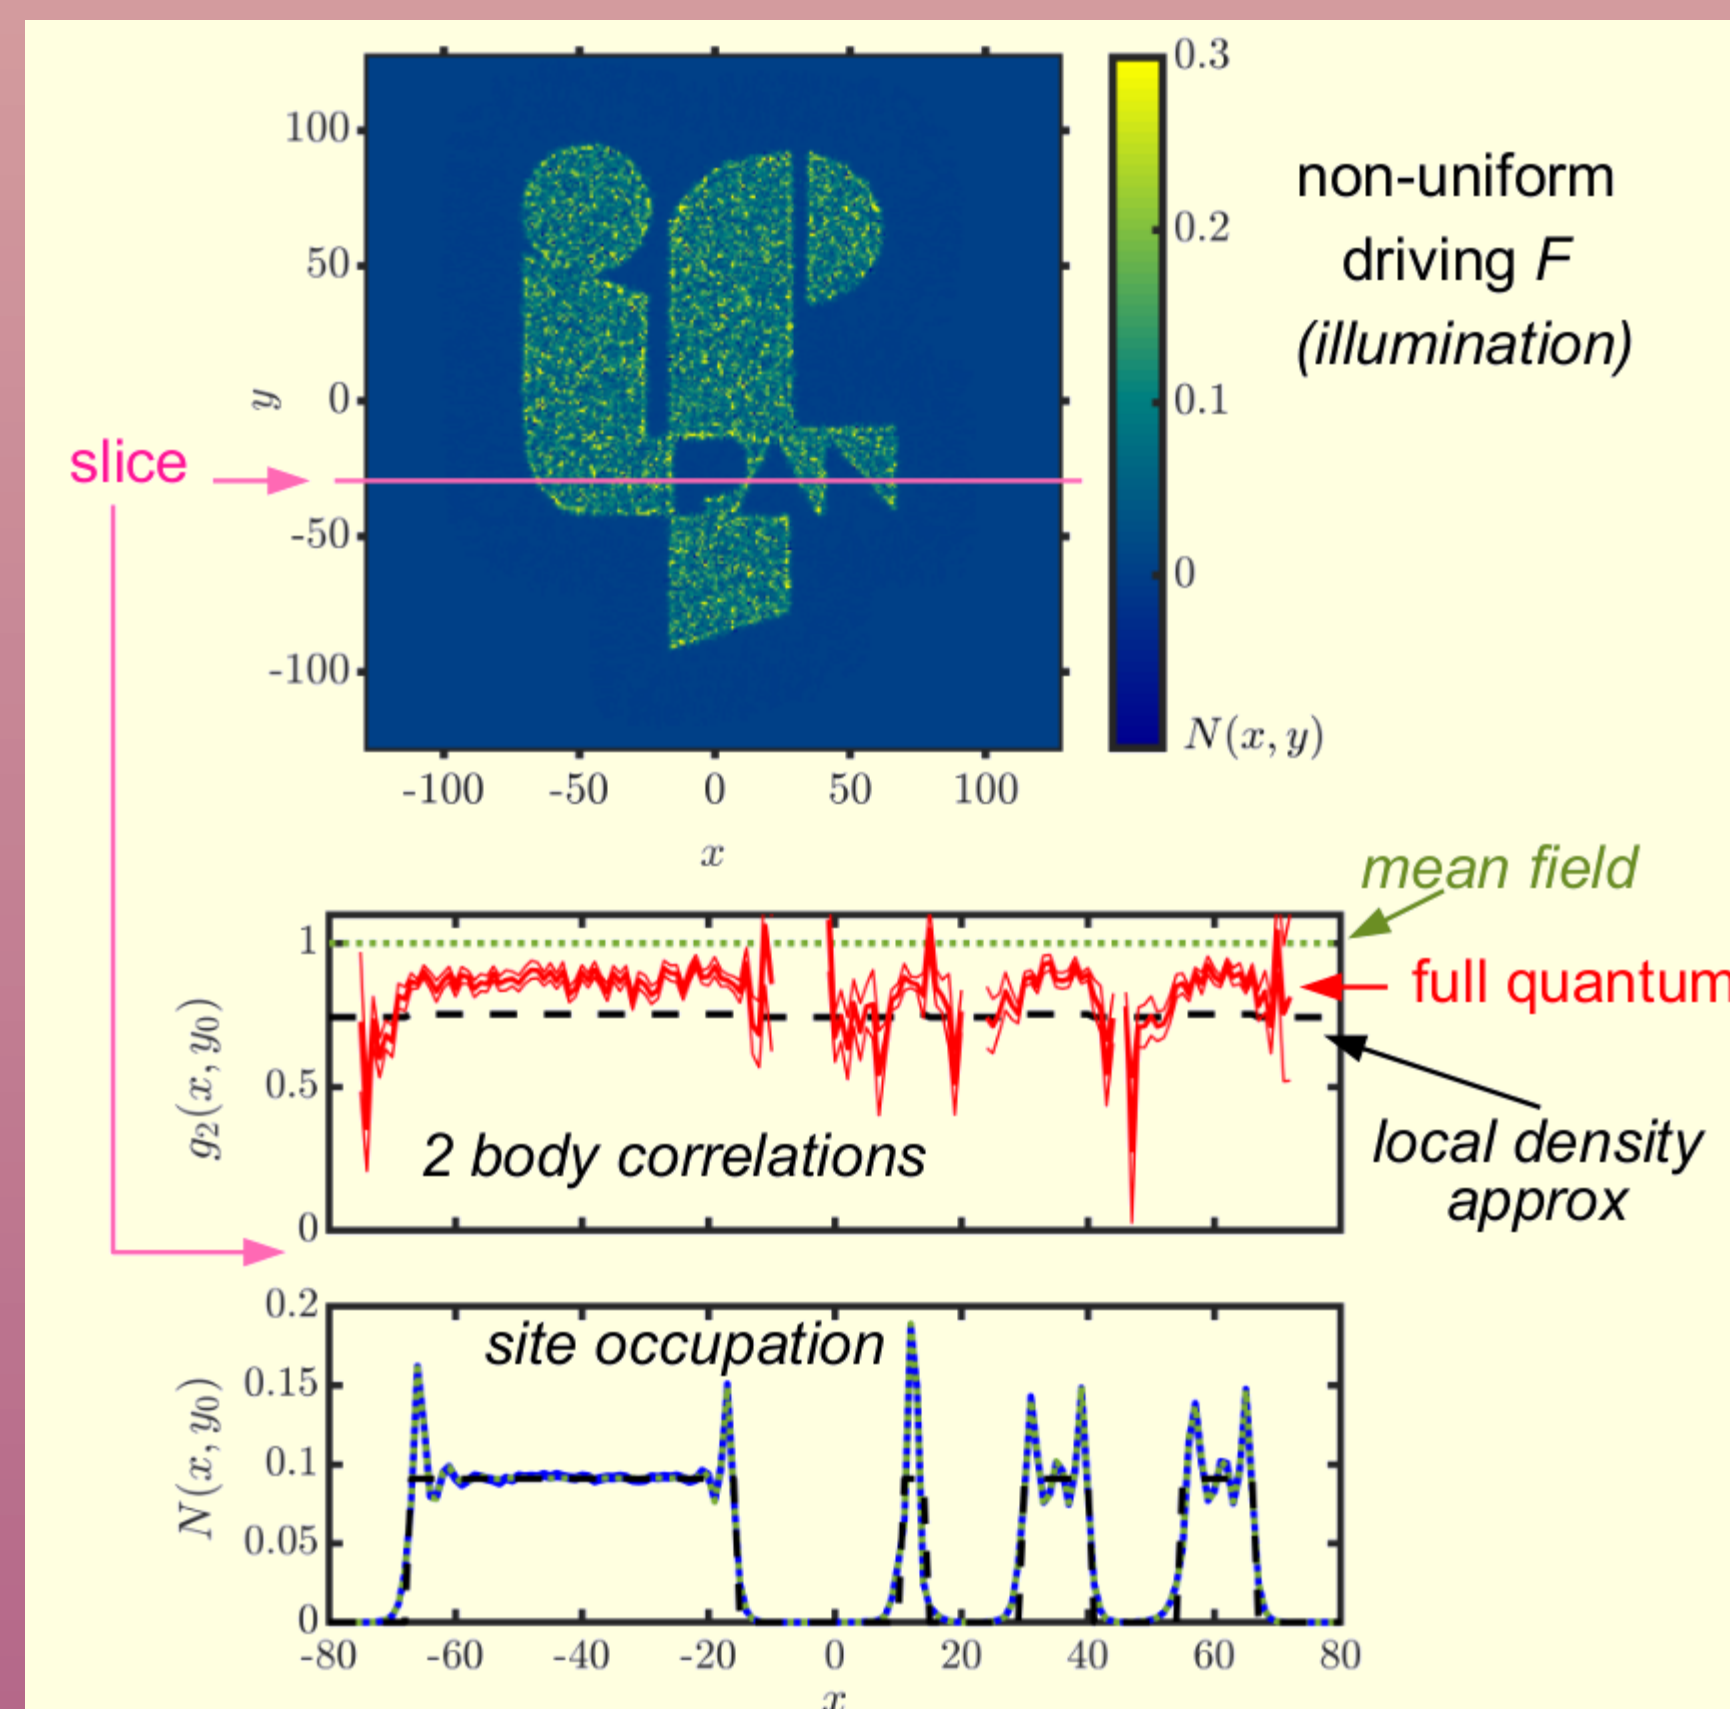 100
50
0
-50
-100
y
-100
-50
0
50
100
x
0.3
0.2
0.1
0
N(x, y)
non-uniform
driving F
(illumination)
slice
mean field
full quantum
local density
approx
1
0.5
0
g₂(x, y₀)
2 body correlations
0.2
0.15
0.1
0.05
0
N(x, y₀)
site occupation
-80
-60
-40
-20
0
20
40
60
80
x